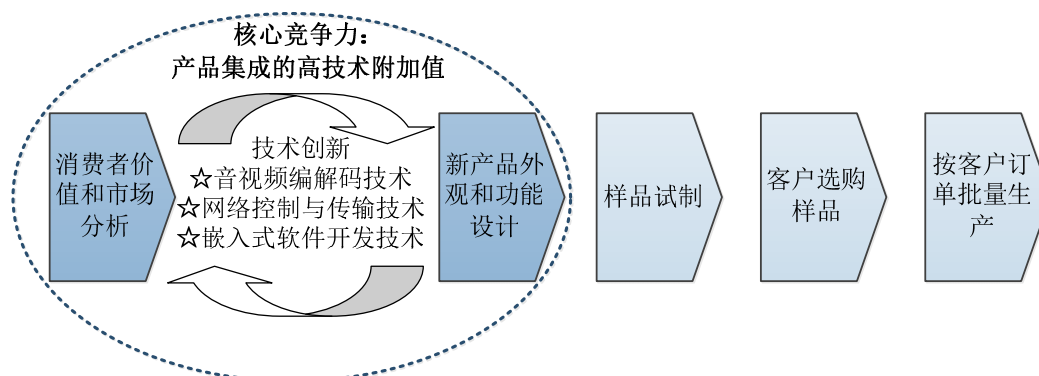 核心竞争力：
产品集成的高技术附加值
消费者价
值和市场
分析
技术创新
☆音视频编解码技术
☆网络控制与传输技术
☆嵌入式软件开发技术
新产品外
观和功能
设计
样品试制
客户选购
样品
按客户订
单批量生
产